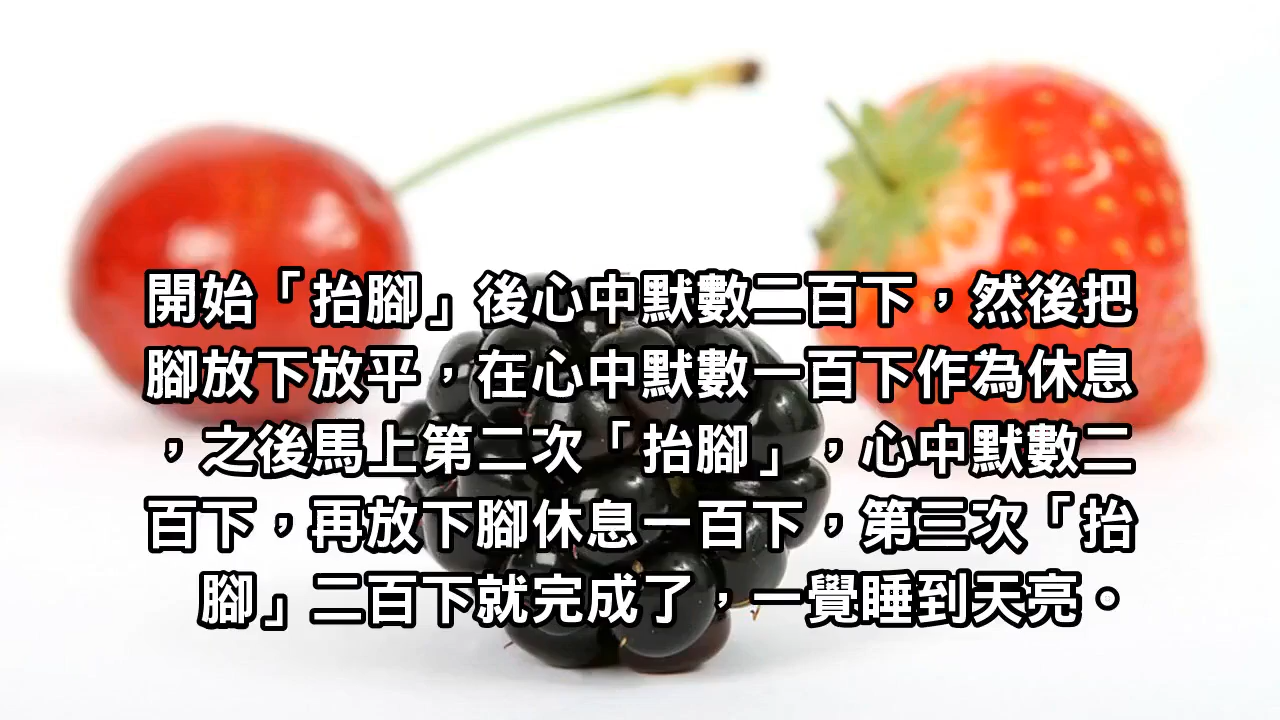 開始「抬腳」後心中默數二百下，然後把
腳放下放平，在心中默數一百下作為休息
，之後馬上第二次「抬腳」，心中默數二
百下，再放下腳休息一百下，第三次「抬
腳」二百下就完成了，一覺睡到天亮。